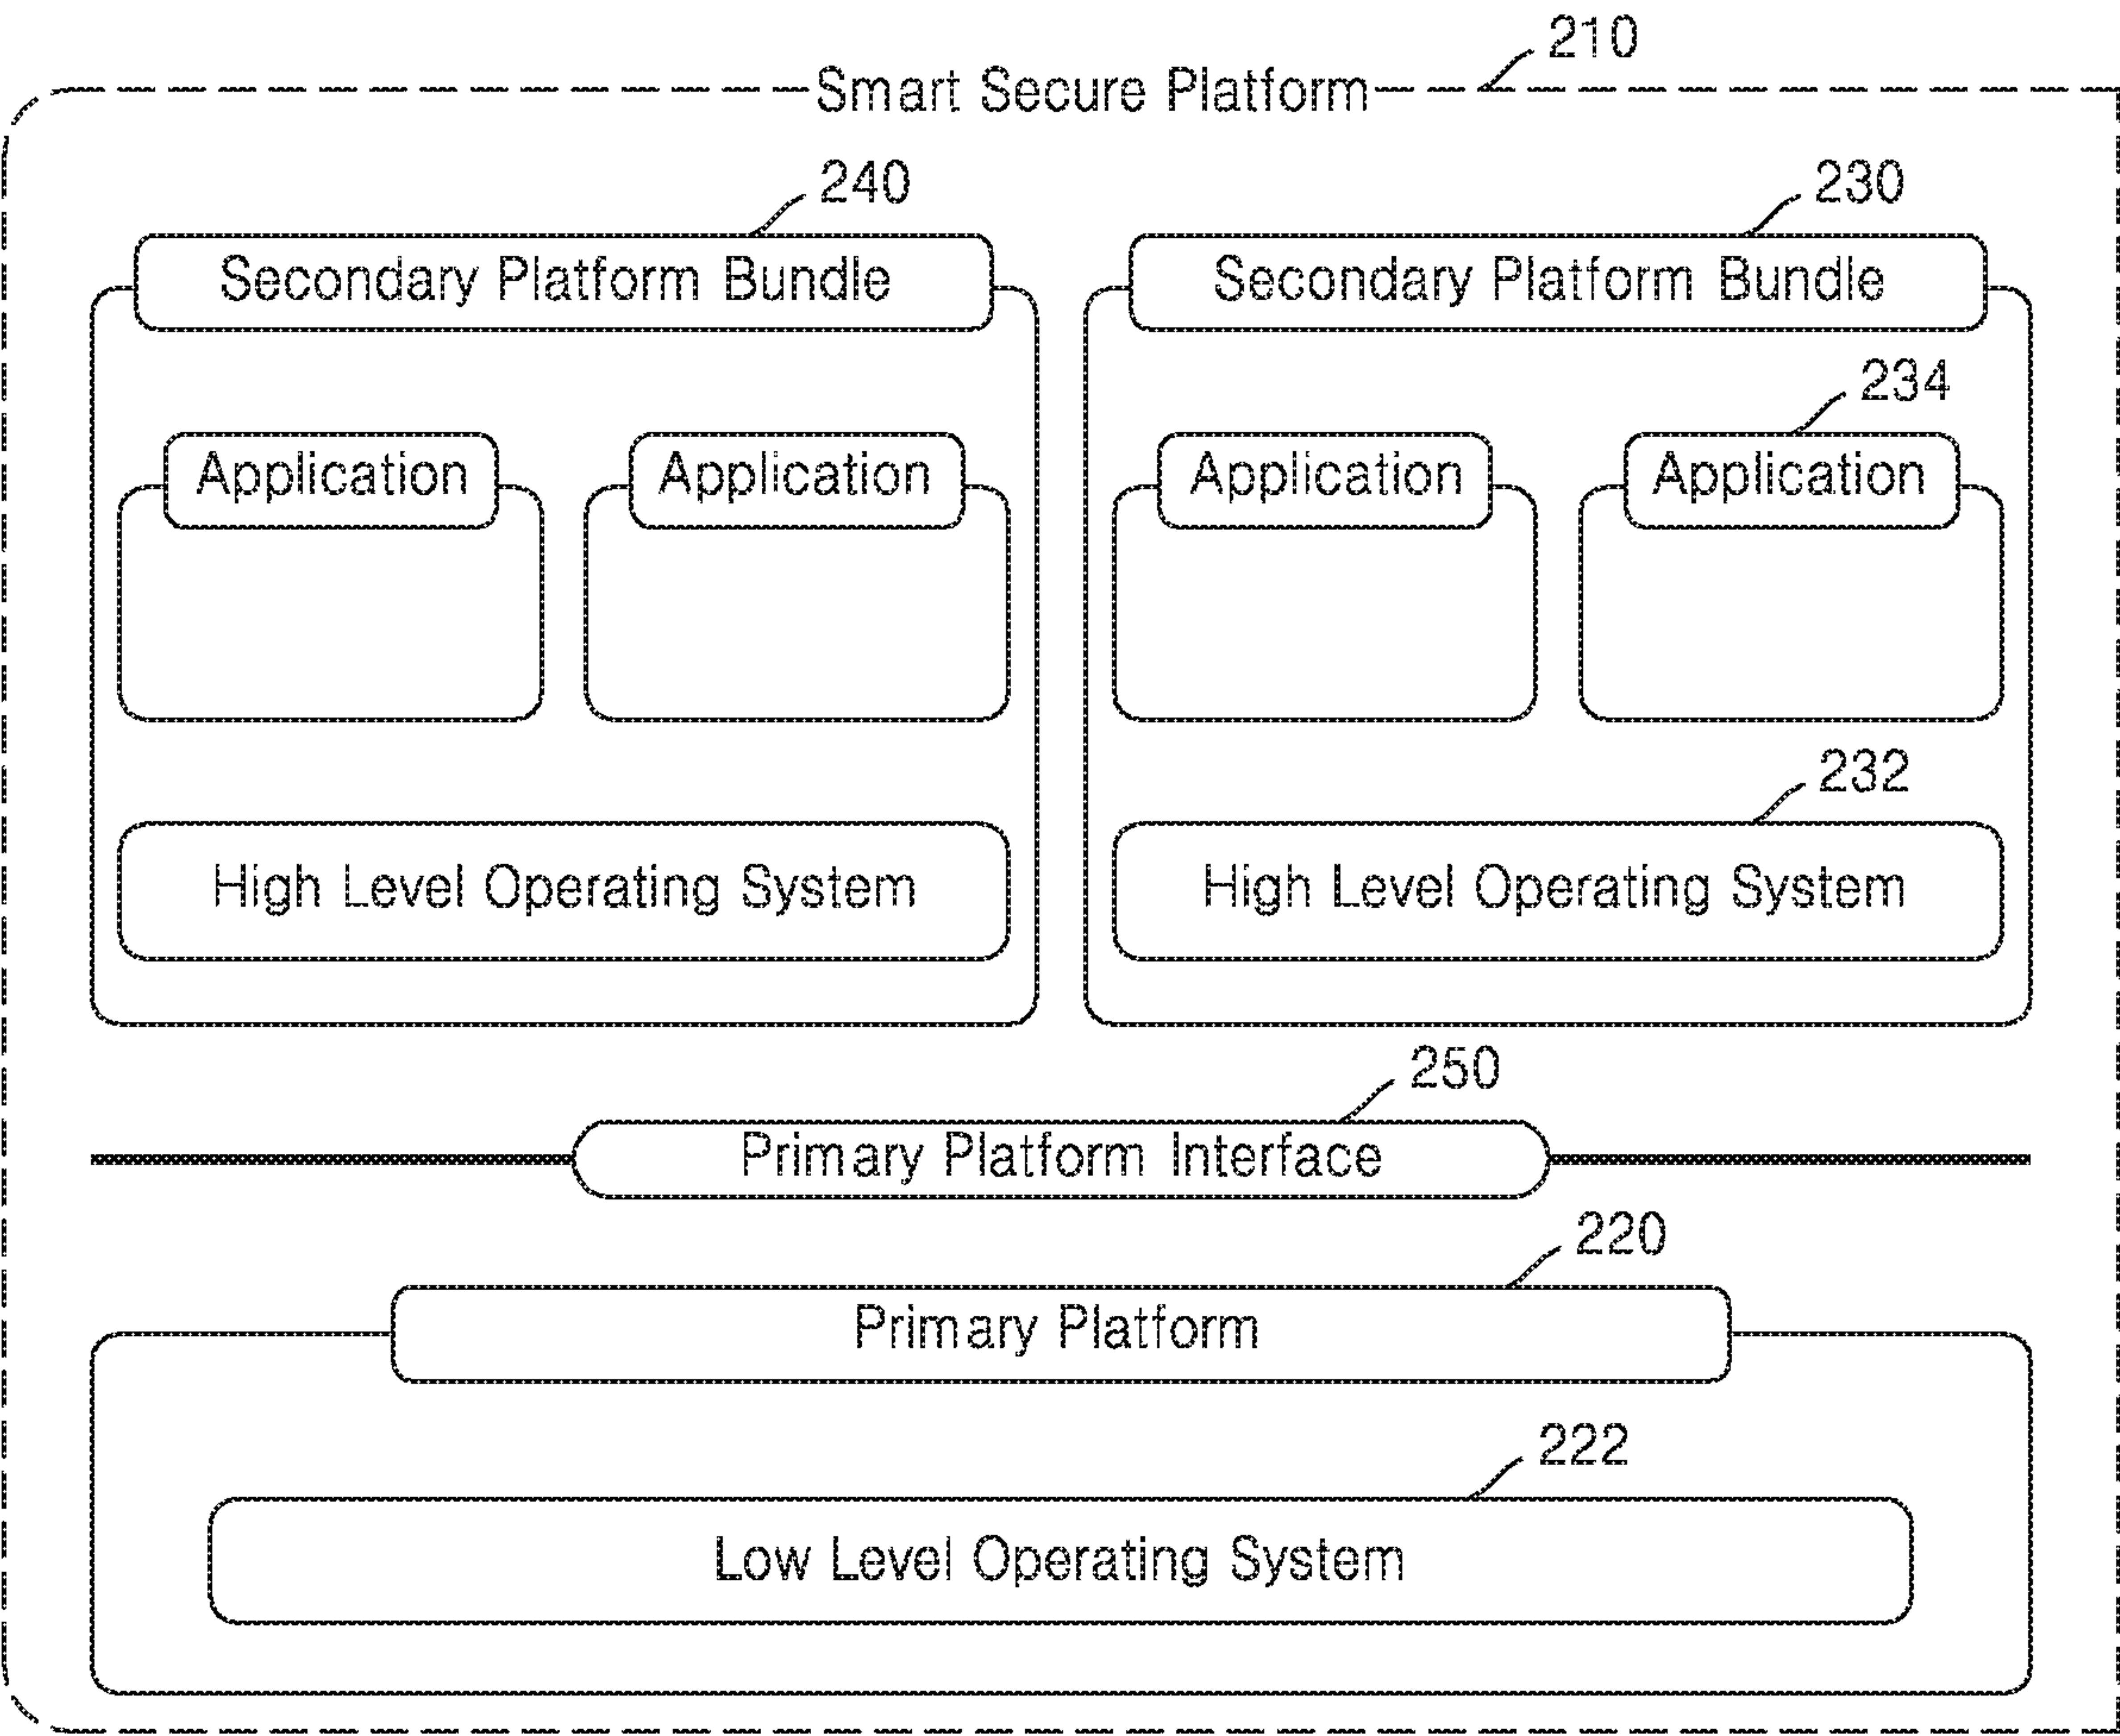 210
Smart Secure Platform
240
230
Secondary Platform Bundle
Secondary Platform Bundle
234
Application
Application
Application
Application
232
High Level Operating System
High Level Operating System
250
Primary Platform Interface
220
Primary Platform
222
Low Level Operating System